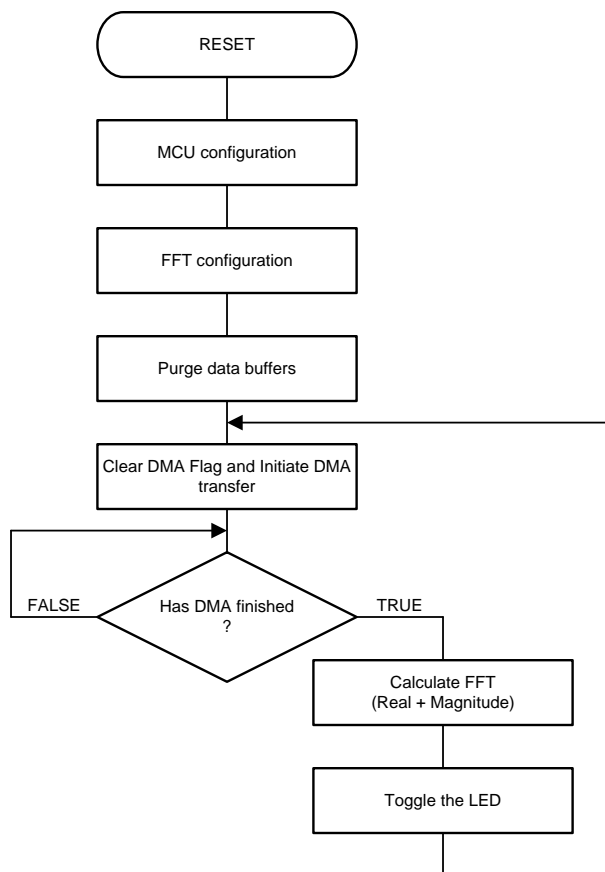 RESET
MCU configuration
FFT configuration
Purge data buffers
Clear DMA Flag and Initiate DMA
transfer
FALSE
Has DMA finished
?
TRUE
Calculate FFT
(Real + Magnitude)
Toggle the LED